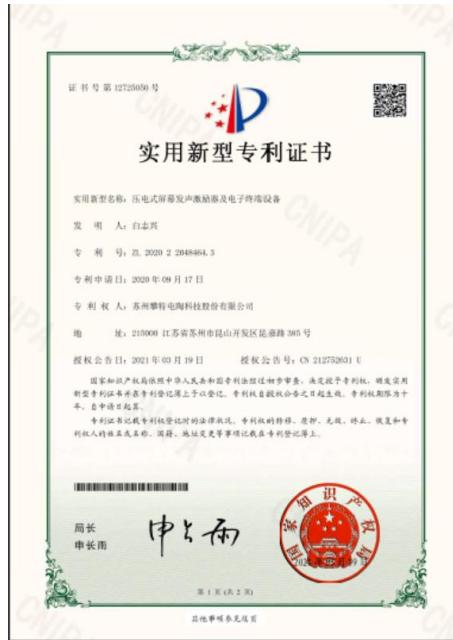 证书号第12725050号
实用新型专利证书
实用新型名称：压电式屏幕发声激励器及电子终端设备
发 明 人：白志兴
专 利 号：ZL 2020 2 2048464.3
专利申请日：2020年09月17日
专 利 权 人：苏州攀特电陶科技股份有限公司
地 址：215000 江苏省苏州市昆山开发区昆嘉路385号
授权公告日：2021年03月19日 授权公告号：CN 212752631 U
国家知识产权局依照中华人民共和国专利法经过初步审查，决定授予专利权，颁发实用
新型专利证书并在专利登记簿上予以登记。专利权自授权公告之日起生效。专利权期限为十
年，自申请日起算。
专利证书记载专利权登记时的法律状况。专利权的转移、质押、无效、终止、恢复和专
利权人的姓名或名称、国籍、地址变更等事项记载在专利登记簿上。
局长
申长雨
申长雨
国家知识产权局
第 1 页 (共 2 页)
其他事项参见续页
CNIPA
CNIPA
CNIPA
CNIPA